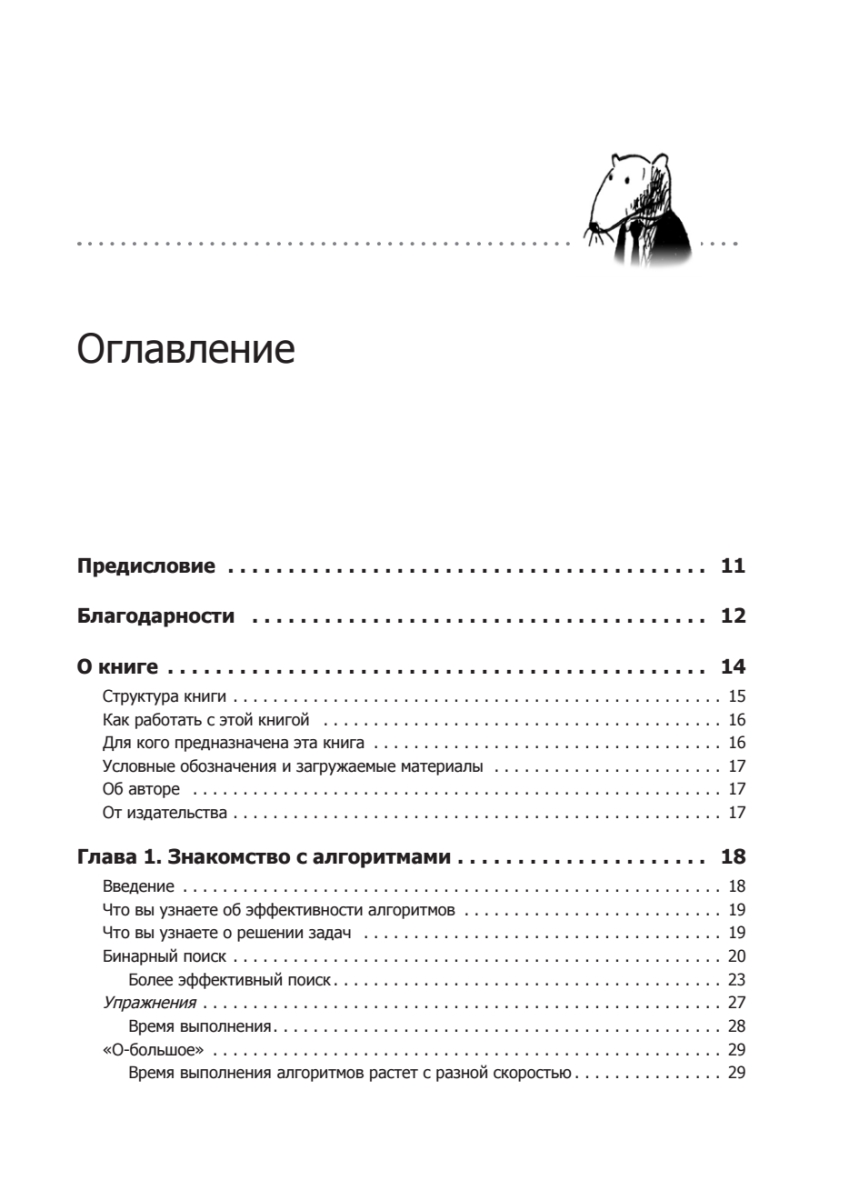 Оглавление
Предисловие . . . . . . . . . . . . . . . . . . . . . . . . . . . . . . . . . . . . . . . . 11
Благодарности . . . . . . . . . . . . . . . . . . . . . . . . . . . . . . . . . . . . . . 12
О книге . . . . . . . . . . . . . . . . . . . . . . . . . . . . . . . . . . . . . . . . . . . . . 14
Структура книги . . . . . . . . . . . . . . . . . . . . . . . . . . . . . . . . . . . . . . . . . . . . . . . . 15
Как работать с этой книгой . . . . . . . . . . . . . . . . . . . . . . . . . . . . . . . . . . . . . . . 16
Для кого предназначена эта книга . . . . . . . . . . . . . . . . . . . . . . . . . . . . . . . . . . 16
Условные обозначения и загружаемые материалы . . . . . . . . . . . . . . . . . . . . . . 17
Об авторе . . . . . . . . . . . . . . . . . . . . . . . . . . . . . . . . . . . . . . . . . . . . . . . . . . . . 17
От издательства . . . . . . . . . . . . . . . . . . . . . . . . . . . . . . . . . . . . . . . . . . . . . . . . 17
Глава 1. Знакомство с алгоритмами . . . . . . . . . . . . . . . . . . . . . 18
Введение . . . . . . . . . . . . . . . . . . . . . . . . . . . . . . . . . . . . . . . . . . . . . . . . . . . . . 18
Что вы узнаете об эффективности алгоритмов . . . . . . . . . . . . . . . . . . . . . . . . . 19
Что вы узнаете о решении задач . . . . . . . . . . . . . . . . . . . . . . . . . . . . . . . . . . . 19
Бинарный поиск . . . . . . . . . . . . . . . . . . . . . . . . . . . . . . . . . . . . . . . . . . . . . . . . 20
Более эффективный поиск . . . . . . . . . . . . . . . . . . . . . . . . . . . . . . . . . . . . . . 23
Упражнения . . . . . . . . . . . . . . . . . . . . . . . . . . . . . . . . . . . . . . . . . . . . . . . . . . . 27
Время выполнения . . . . . . . . . . . . . . . . . . . . . . . . . . . . . . . . . . . . . . . . . . . . 28
«О-большое» . . . . . . . . . . . . . . . . . . . . . . . . . . . . . . . . . . . . . . . . . . . . . . . . . . 29
Время выполнения алгоритмов растет с разной скоростью . . . . . . . . . . . . . . . 29